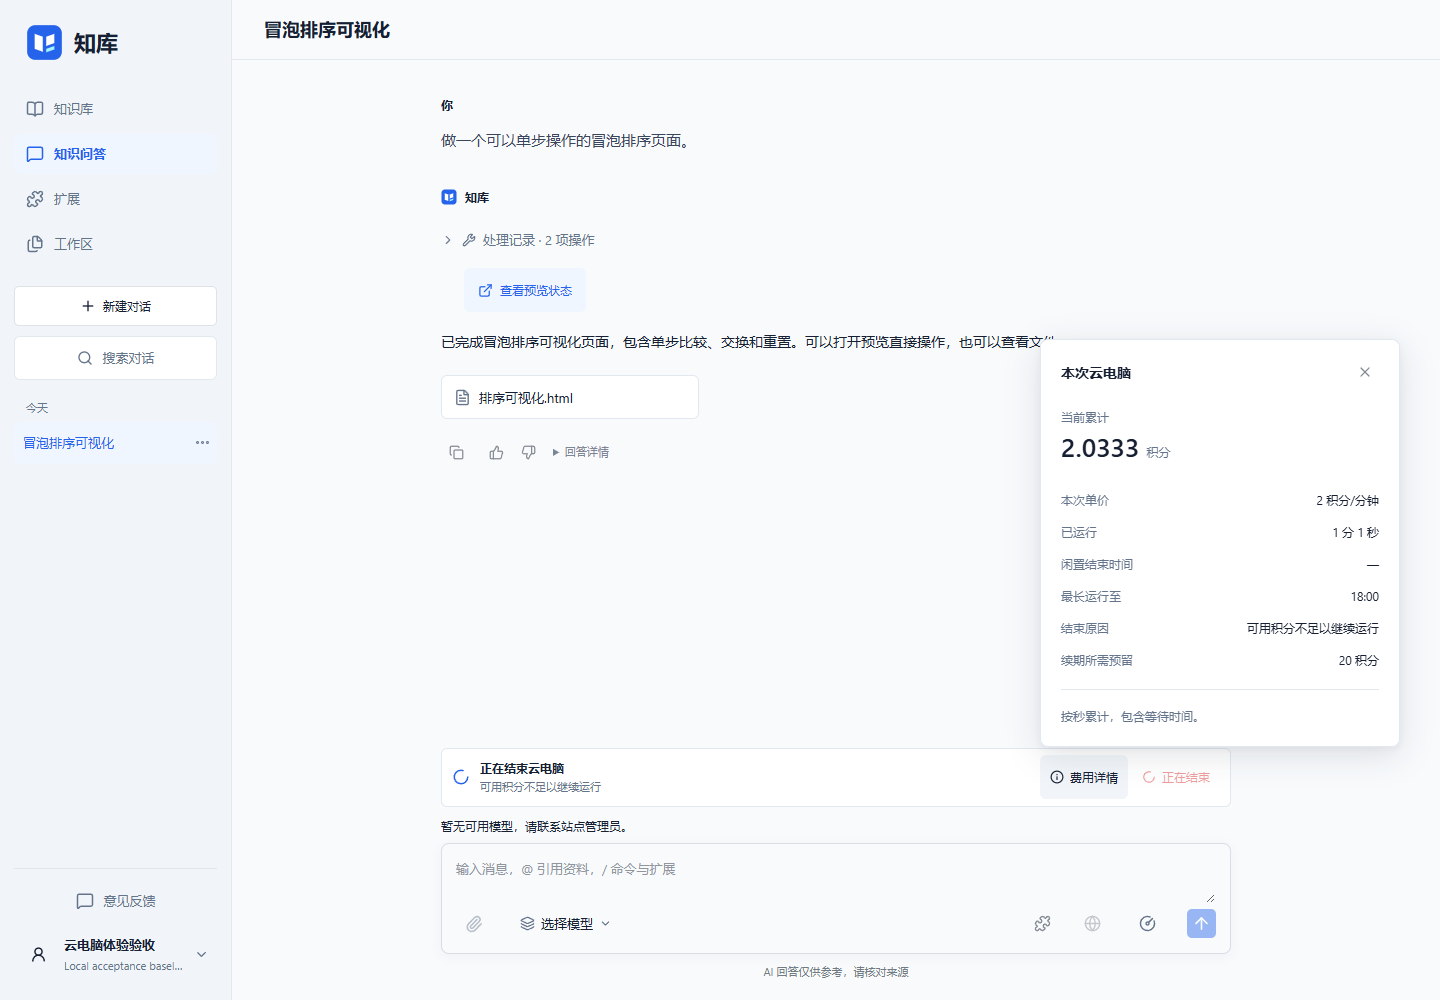 知库
知识库
知识问答
扩展
工作区
新建对话
搜索对话
今天
冒泡排序可视化
意见反馈
云电脑体验验收
Local acceptance basel...
冒泡排序可视化
你
做一个可以单步操作的冒泡排序页面。
知库
处理记录 · 2 项操作
查看预览状态
已完成冒泡排序可视化页面，包含单步比较、交换和重置。可以打开预览直接操作，也可以查看文件
排序可视化.html
回答详情
本次云电脑
当前累计
2.0333 积分
本次单价 2 积分/分钟
已运行 1 分 1 秒
闲置结束时间 —
最长运行至 18:00
结束原因 可用积分不足以继续运行
续期所需预留 20 积分
按秒累计，包含等待时间。
正在结束云电脑
可用积分不足以继续运行
费用详情
正在结束
暂无可用模型，请联系站点管理员。
输入消息，@ 引用资料，/ 命令与扩展
选择模型
AI 回答仅供参考，请核对来源